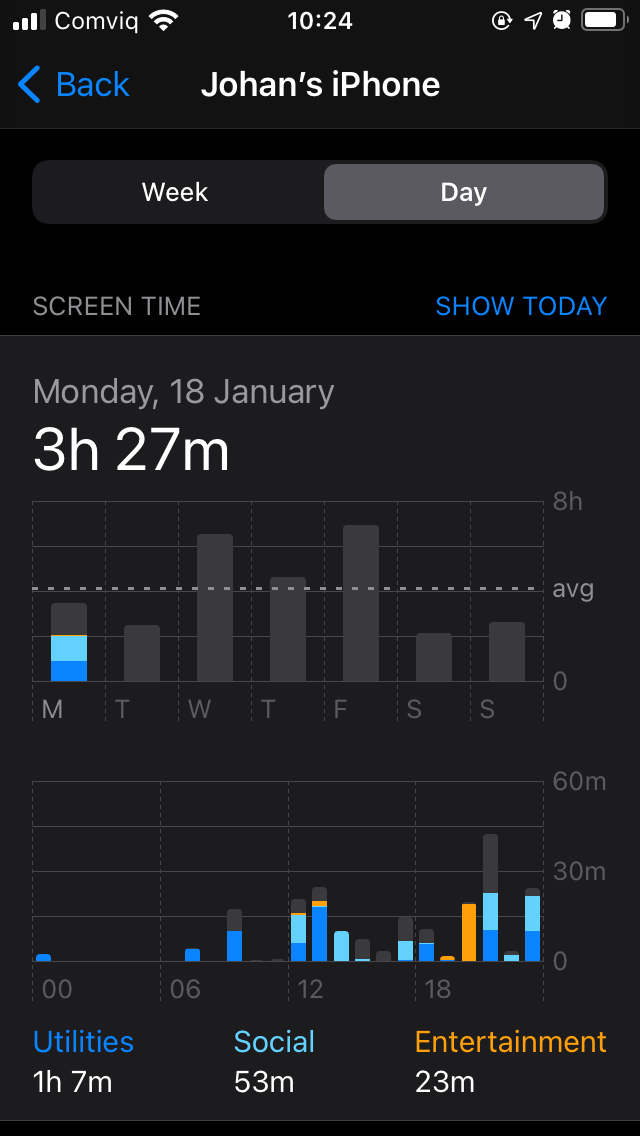 Comviq 10:24
Back Johan’s iPhone
Week Day
SCREEN TIME SHOW TODAY
Monday, 18 January
3h 27m
8h
avg
0
M T W T F S S
60m
30m
0
00 06 12 18
Utilities Social Entertainment
1h 7m 53m 23m